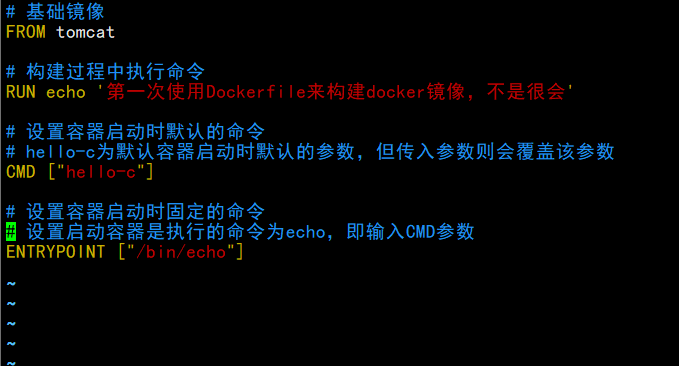 # 基础镜像
FROM tomcat
# 构建过程中执行命令
RUN echo '第一次使用Dockerfile来构建docker镜像，不是很会'
# 设置容器启动时默认的命令
# hello-c为默认容器启动时默认的参数，但传入参数则会覆盖该参数
CMD ["hello-c"]
# 设置容器启动时固定的命令
# 设置启动容器是执行的命令为echo，即输入CMD参数
ENTRYPOINT ["/bin/echo"]
~
~
~
~
~